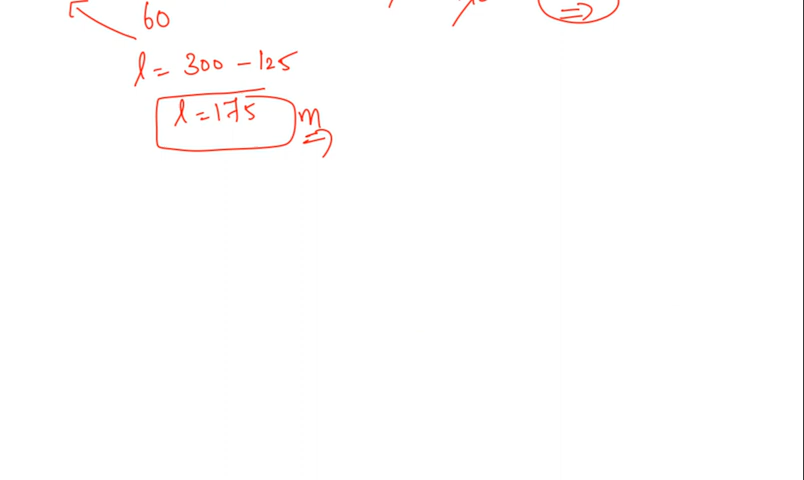 60
⇒
l = 300 - 125
l = 175 m
⇒